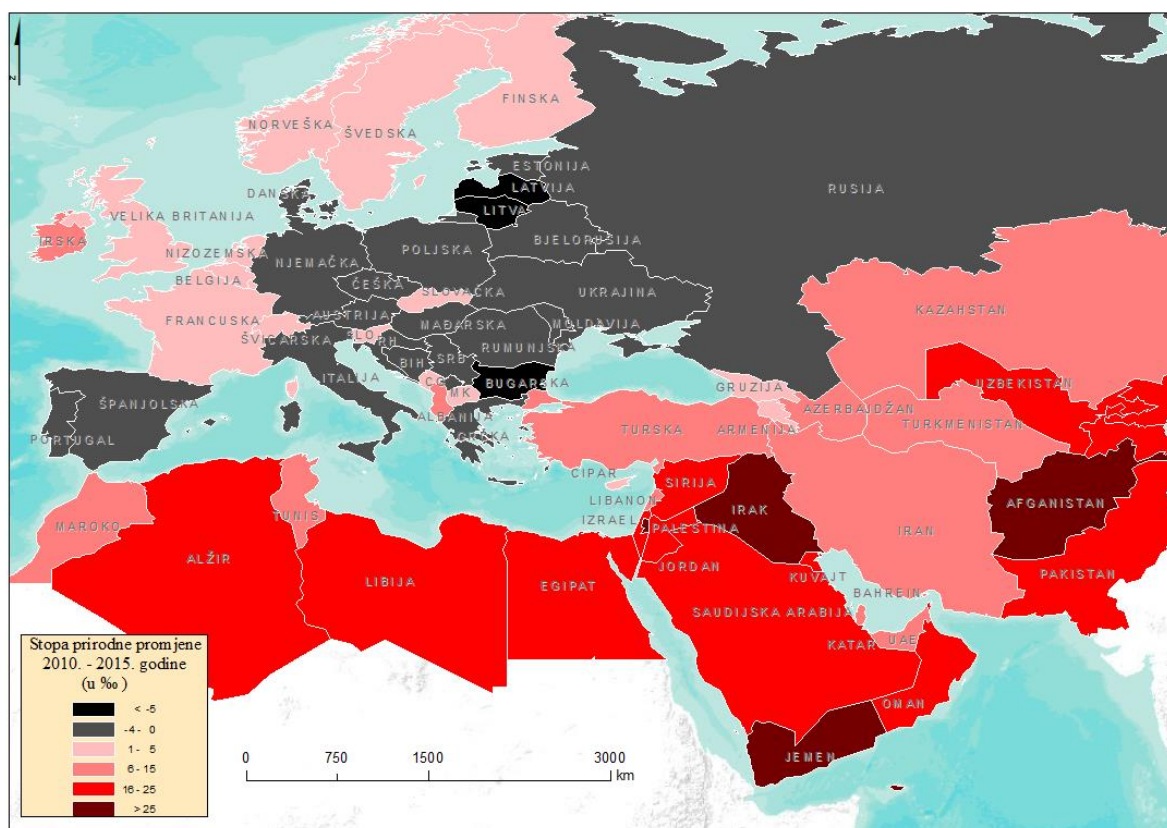 N
FINSKA
NORVEŠKA
ŠVEDSKA
ESTONIJA
RUSIJA
LATVIJA
DANSKA
LITVA
VELIKA BRITANIJA
IRSKA
BJELORUSIJA
NIZOZEMSKA
POLJSKA
NJEMAČKA
BELGIJA
ČEŠKA
UKRAJINA
SLOVAČKA
KAZAHSTAN
AUSTRIJA
FRANCUSKA
MAĐARSKA
MOLDAVIJA
ŠVICARSKA
SLO
RH
RUMUNJSKA
BIH
SRB
ITALIJA
CG
BUGARSKA
UZBEKISTAN
GRUZIJA
MK
ŠPANJOLSKA
AZERBAJDŽAN
ALBANIJA
TURKMENISTAN
TURSKA
ARMENIJA
PORTUGAL
GRČKA
CIPAR
SIRIJA
LIBANON
AFGANISTAN
IRAK
TUNIS
IZRAEL
MAROKO
PALESTINA
IRAN
ALŽIR
JORDAN
PAKISTAN
LIBIJA
EGIPAT
KUVAJT
BAHREIN
SAUDIJSKA ARABIJA
KATAR
UAE
OMAN
JEMEN
Stopa prirodne promjene
2010. - 2015. godine
(u ‰ )
< -5
-4 - 0
1 - 5
6 - 15
16 - 25
> 25
0 750 1500 3000
km